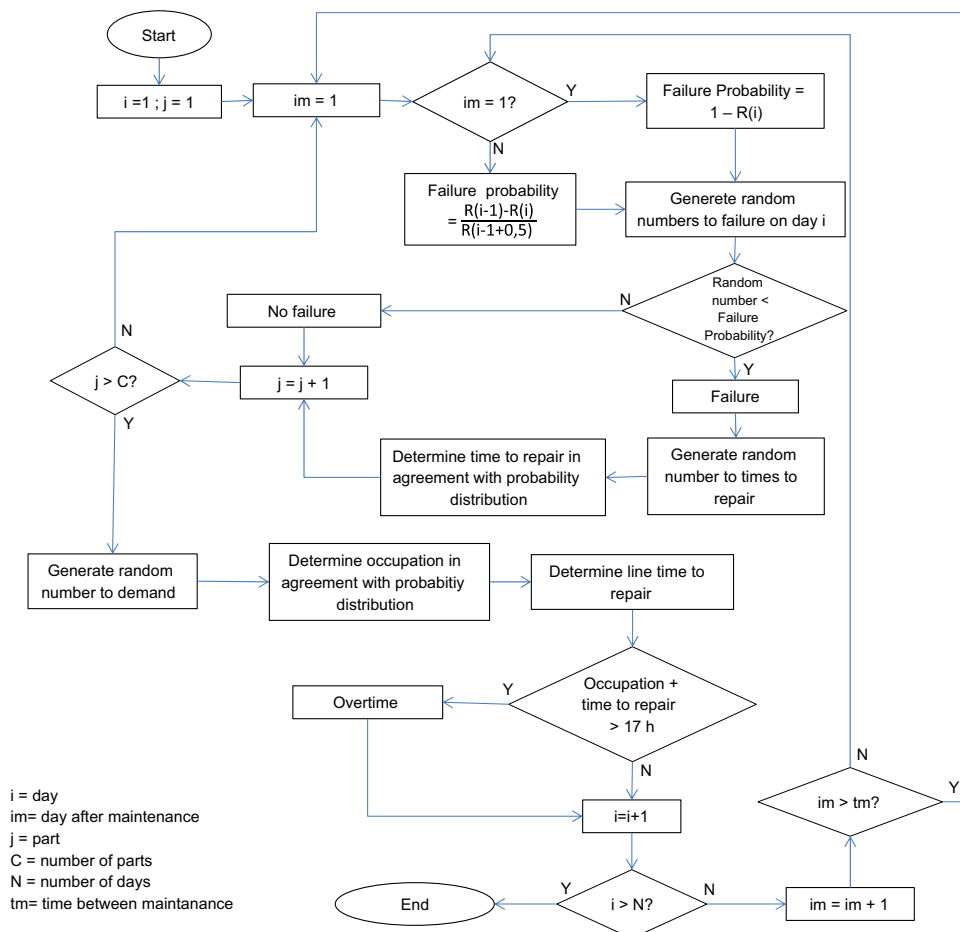 Start
i =1 ; j = 1
im = 1
im = 1?
Y
Failure Probability =
1 – R(i)
N
Failure probability
= R(i-1)-R(i)
R(i-1+0,5)
Generete random
numbers to failure on day i
Random
number <
Failure
Probability?
N
Y
No failure
j = j + 1
j > C?
N
Y
Failure
Generate random
number to times to
repair
Determine time to repair in
agreement with probability
distribution
Generate random
number to demand
Determine occupation in
agreement with probabitiy
distribution
Determine line time to
repair
Occupation +
time to repair
> 17 h
Y
N
Overtime
i=i+1
i > N?
Y
N
End
im = im + 1
im > tm?
N
Y
i = day
im= day after maintenance
j = part
C = number of parts
N = number of days
tm= time between maintanance